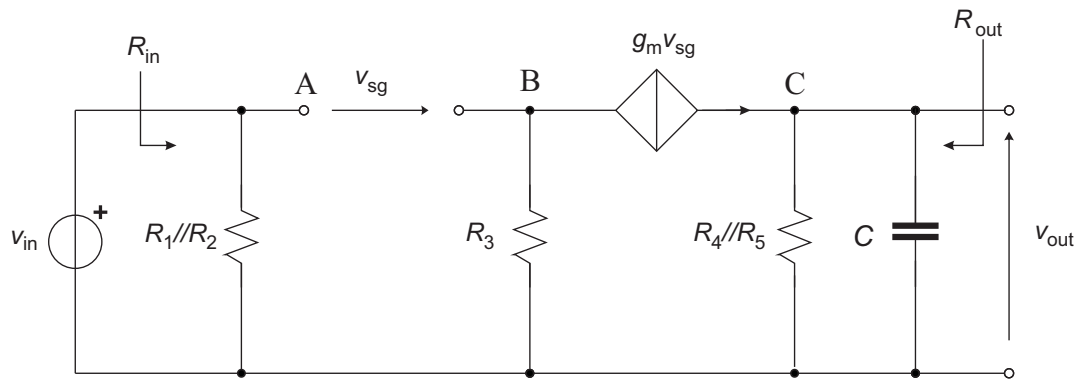 R_in
A
v_sg
B
g_m v_sg
C
R_out
v_in
+
R_1//R_2
R_3
R_4//R_5
C
v_out